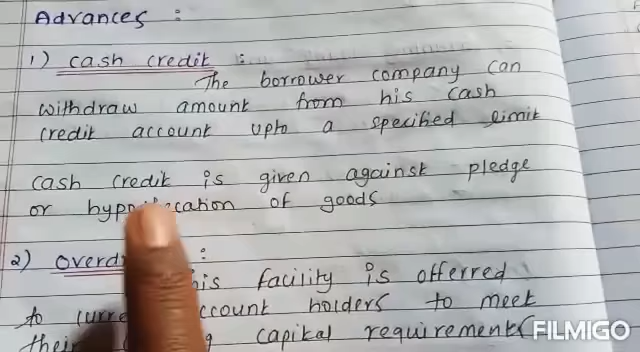 Advances :
1) cash credit :
The borrower company can
withdraw amount from his cash
credit account upto a specified limit
cash credit is given against pledge
or of goods
2) :
facility is offerred
to account holders to meet
capital requirements
FILMIGO